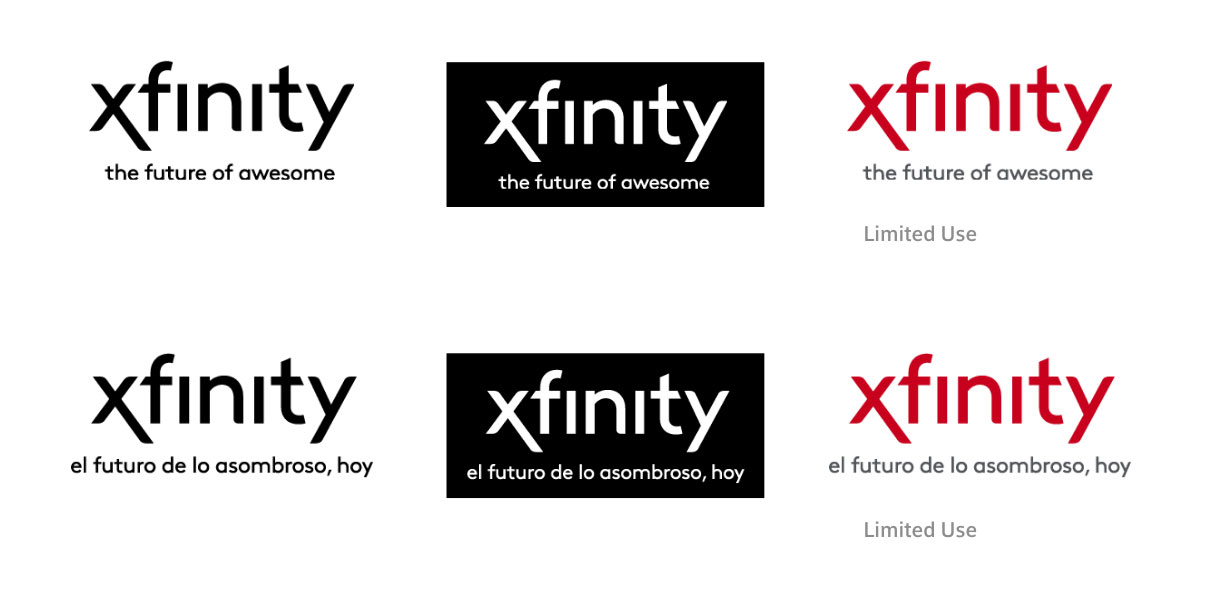 xfinity
the future of awesome
xfinity
the future of awesome
xfinity
the future of awesome
Limited Use
xfinity
el futuro de lo asombroso, hoy
xfinity
el futuro de lo asombroso, hoy
xfinity
el futuro de lo asombroso, hoy
Limited Use